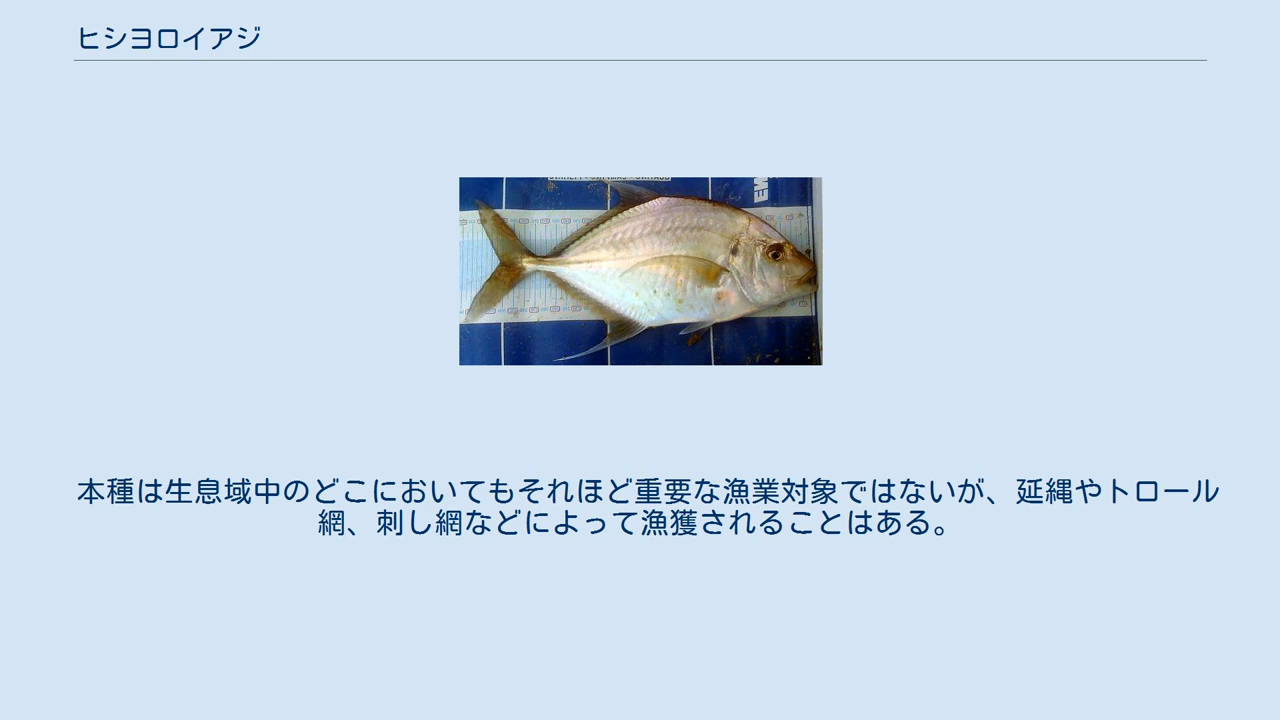 ヒシヨロイアジ
本種は生息域中のどこにおいてもそれほど重要な漁業対象ではないが、延縄やトロール
網、刺し網などによって漁獲されることはある。